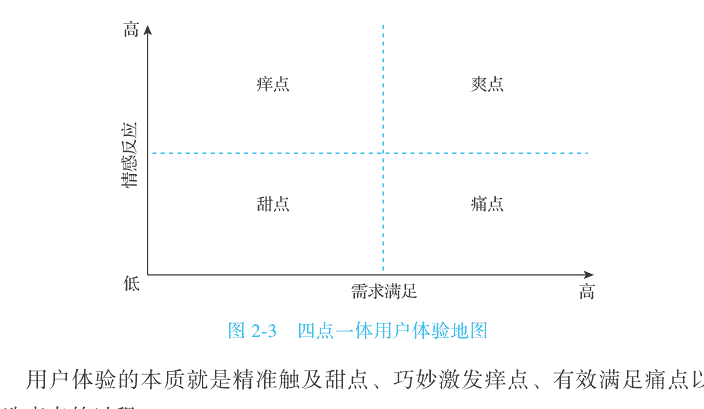 高
痒点
爽点
情感反应
甜点
痛点
低
需求满足
高
图 2-3 四点一体用户体验地图
用户体验的本质就是精准触及甜点、巧妙激发痒点、有效满足痛点以